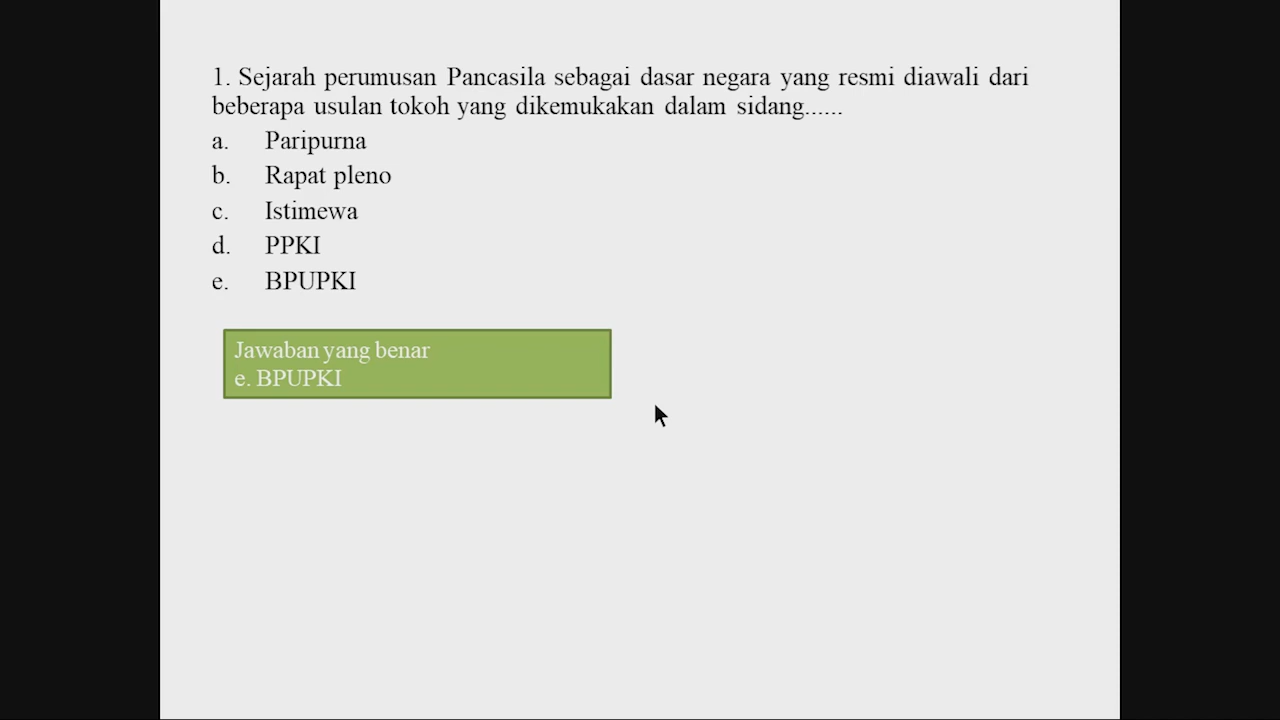 1. Sejarah perumusan Pancasila sebagai dasar negara yang resmi diawali dari
beberapa usulan tokoh yang dikemukakan dalam sidang......
a. Paripurna
b. Rapat pleno
c. Istimewa
d. PPKI
e. BPUPKI
Jawaban yang benar
e. BPUPKI